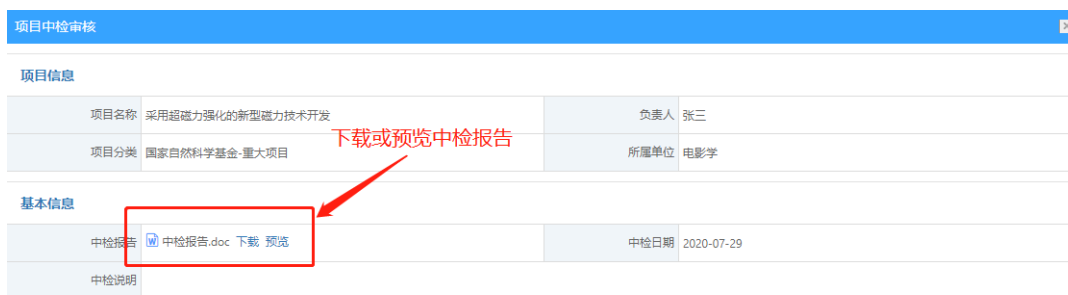 项目中检审核
项目信息
项目名称 采用超磁力强化的新型磁力技术开发 负责人 张三
下载或预览中检报告
项目分类 国家自然科学基金-重大项目 所属单位 电影学
基本信息
中检报告 中检报告.doc 下载 预览 中检日期 2020-07-29
中检说明